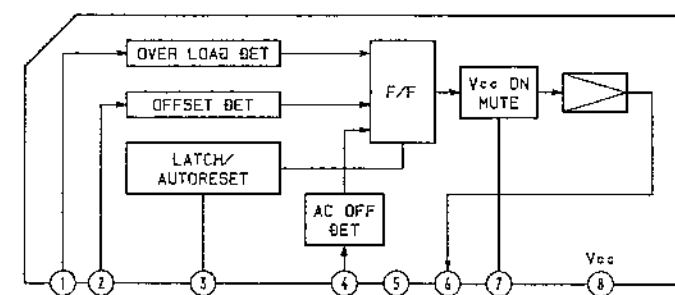 OVER LOAD DET
OFFSET DET
F/F
Vcc ON
MUTE
LATCH/
AUTORESET
AC OFF
DET
Vcc
1 2 3 4 5 6 7 8